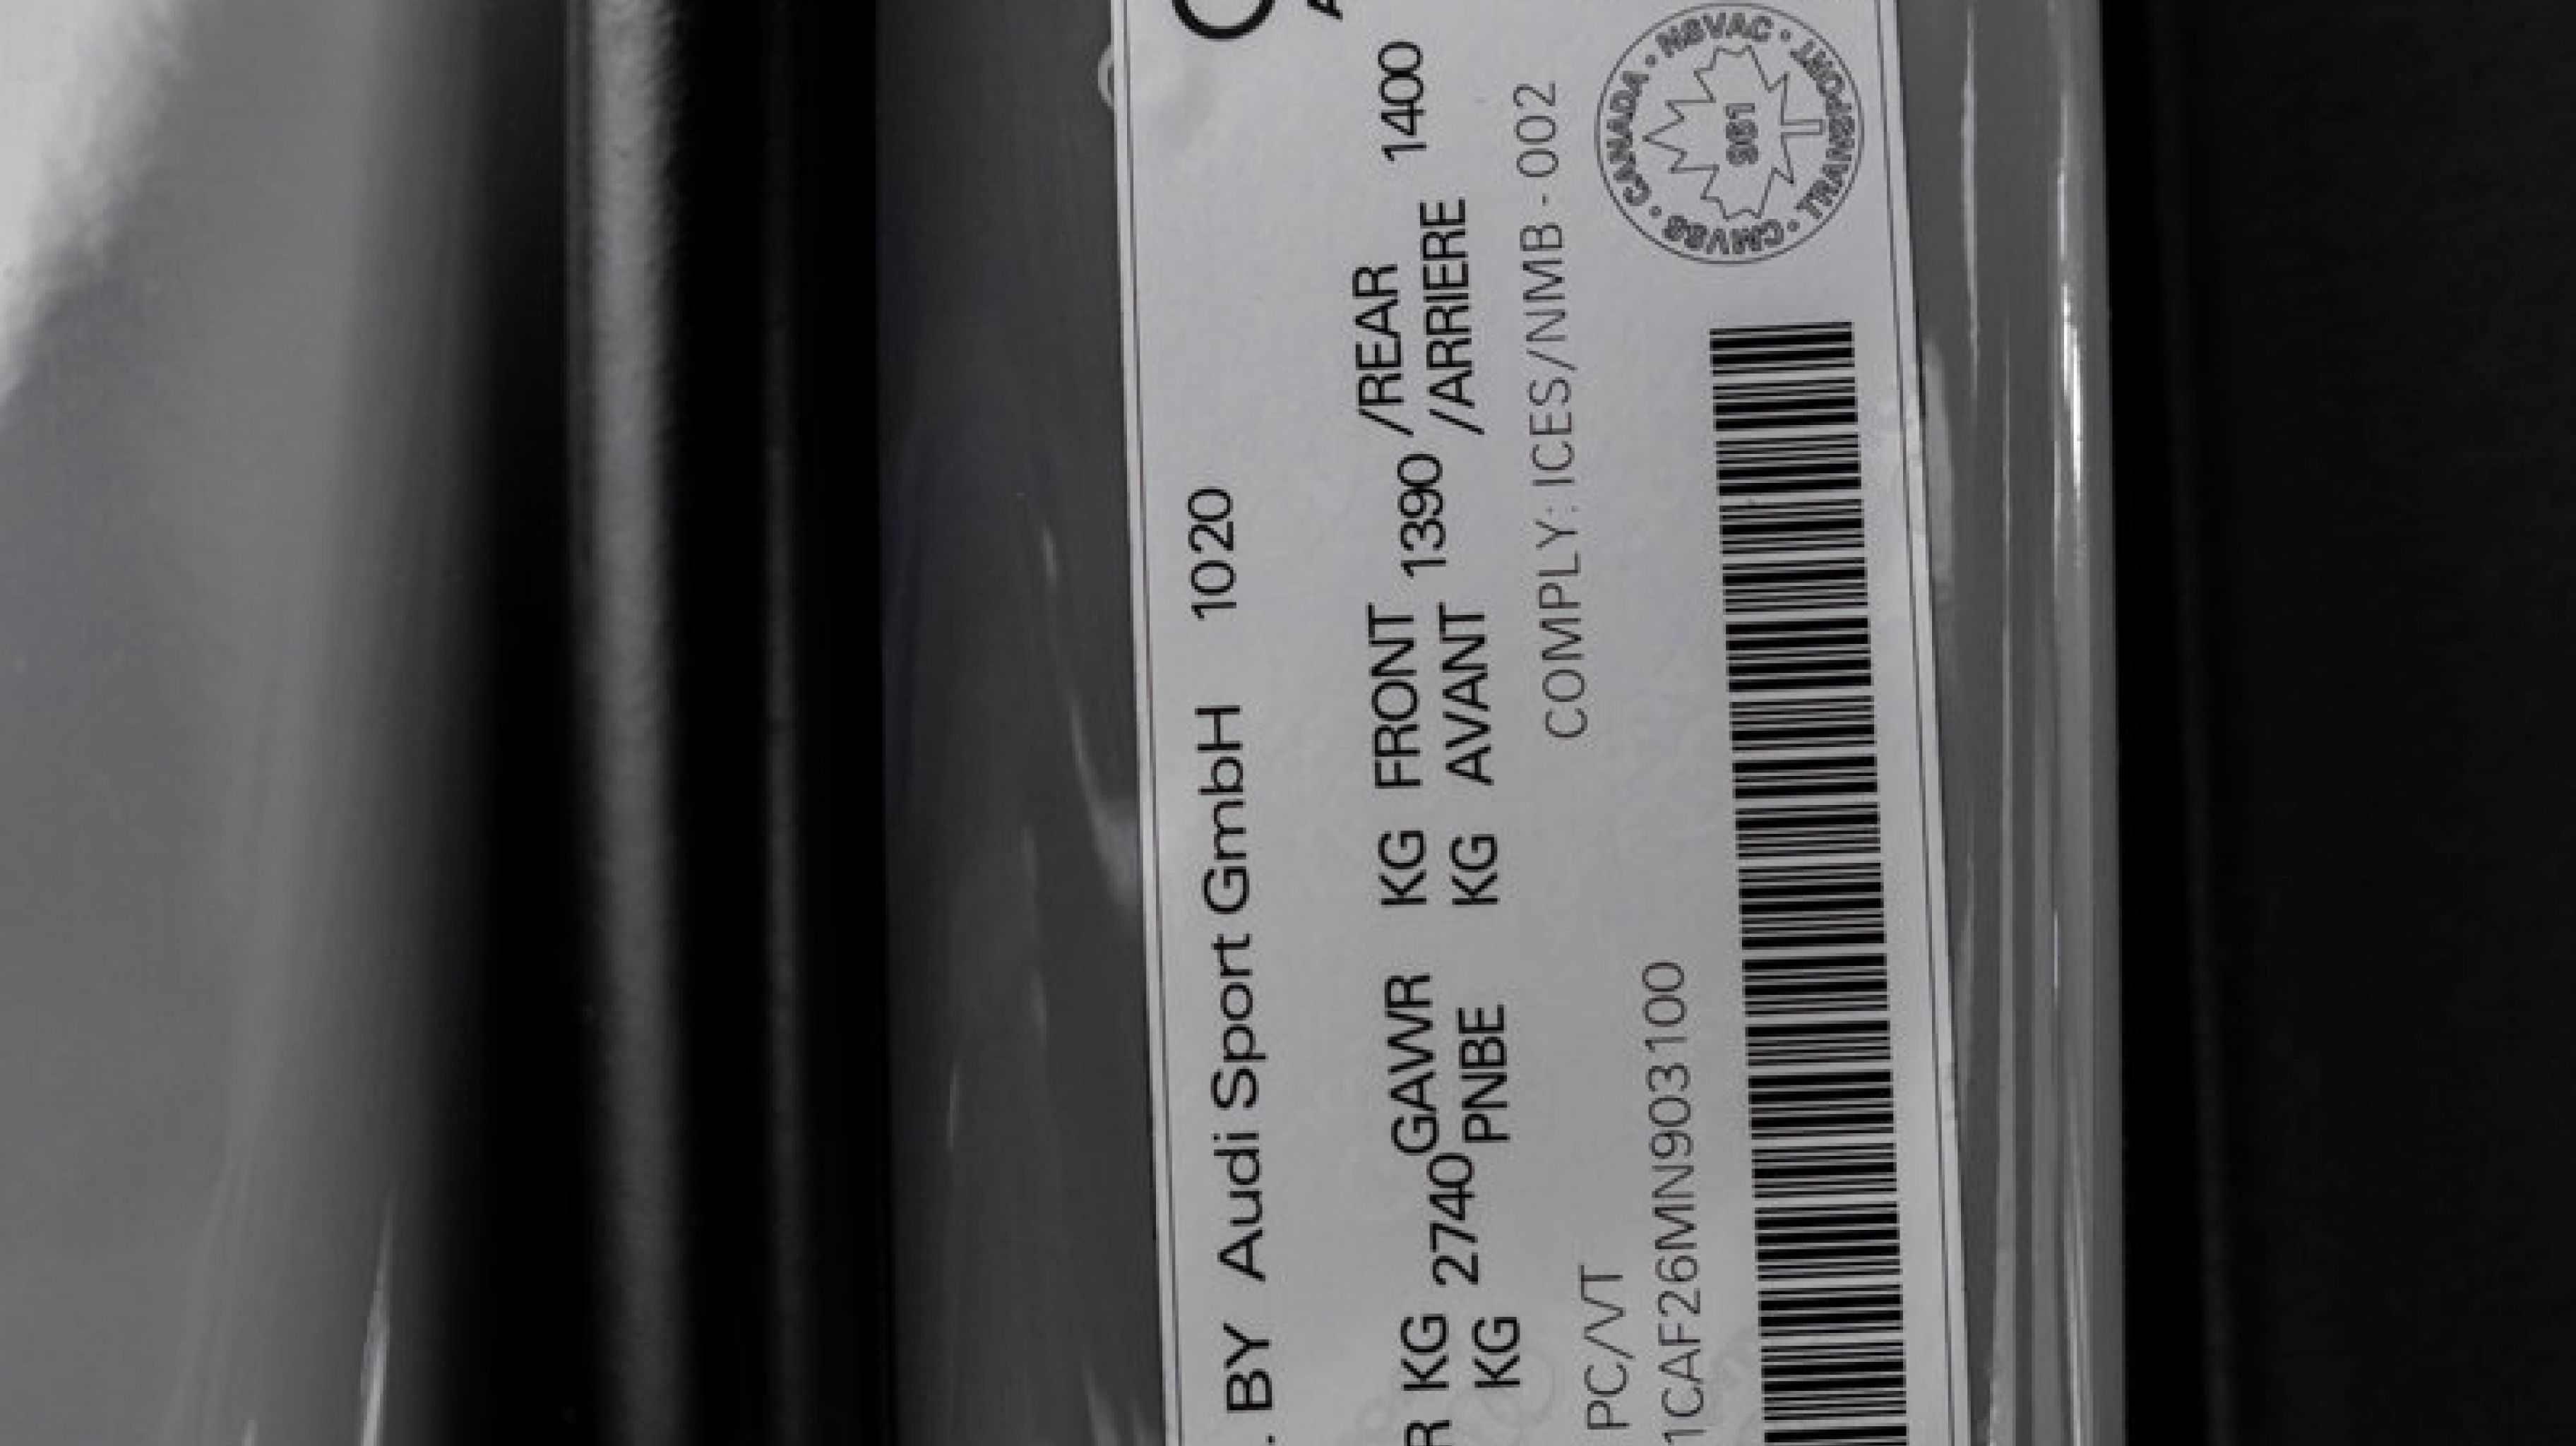 . BY Audi Sport GmbH 1020
R KG 2740 GAWR KG FRONT 1390 /REAR 1400
KG PNBE KG AVANT /ARRIERE
COMPLY: ICES/NMB-002
PC/VT
1CAF26MN903100
CANADA · NSVAC · TRANSPORT · CMVSS ·
961